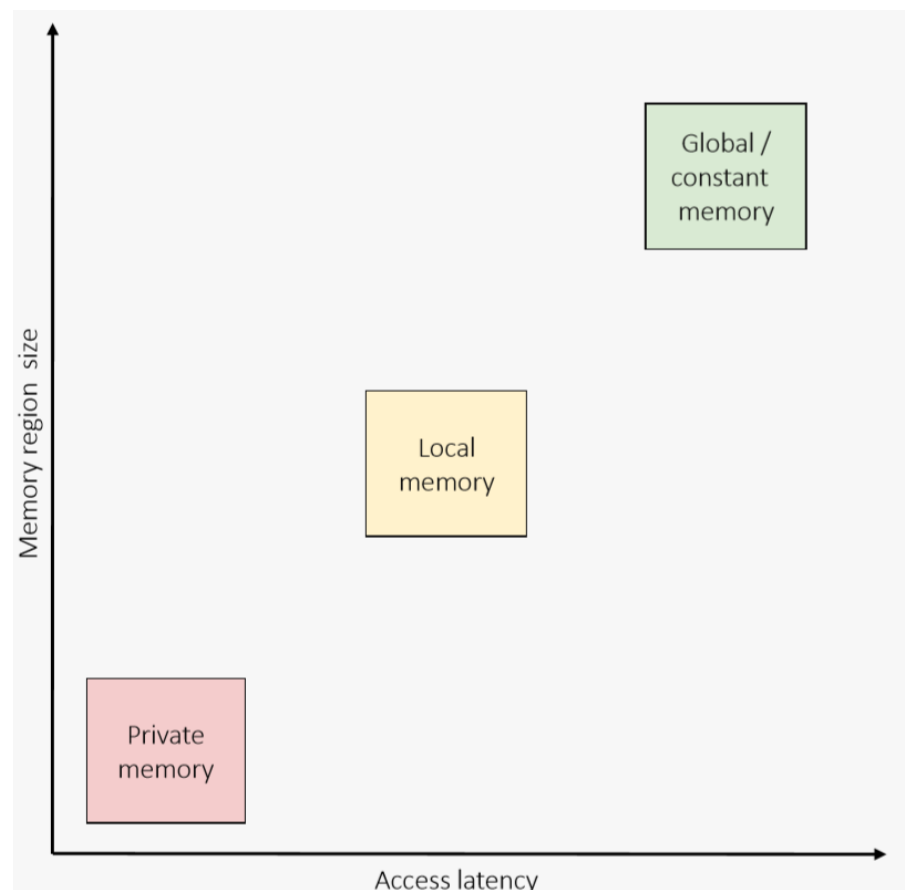 Global /
constant
memory
Memory region size
Local
memory
Private
memory
Access latency